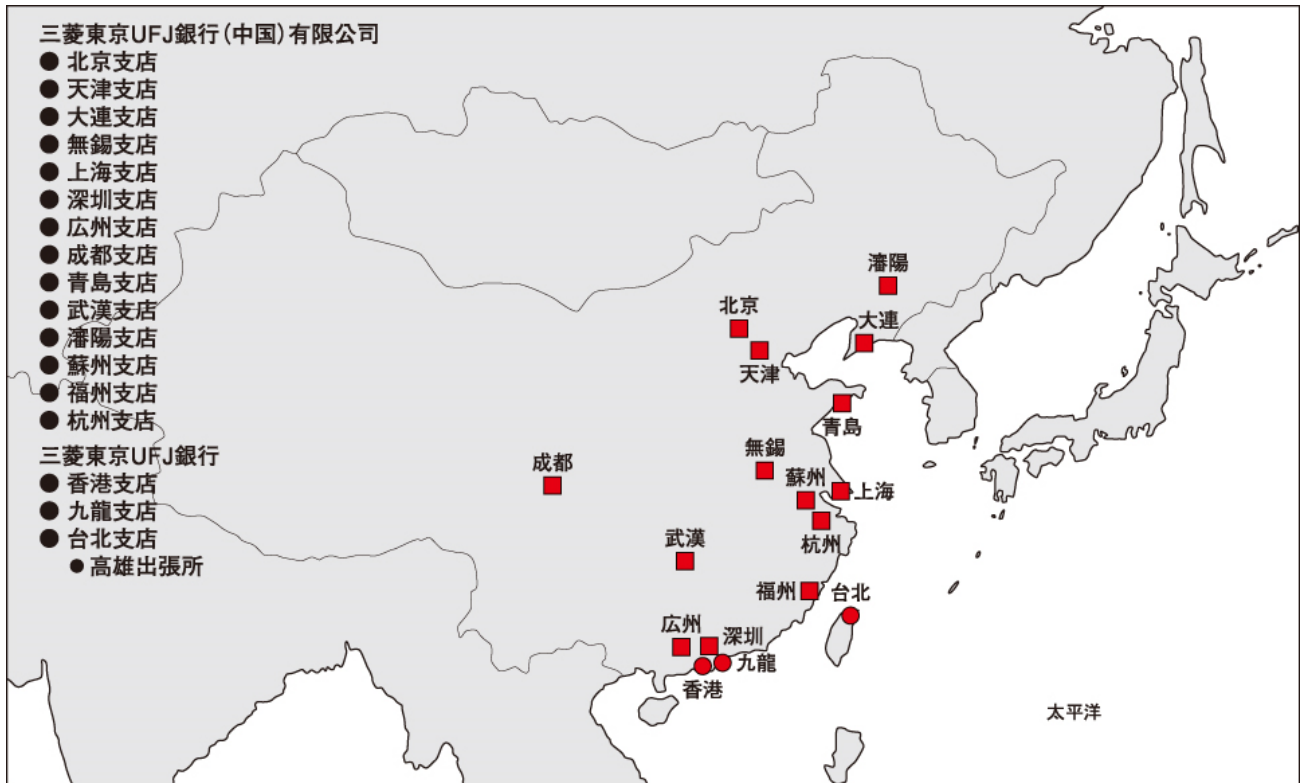 三菱東京UFJ銀行（中国）有限公司
● 北京支店
● 天津支店
● 大連支店
● 無錫支店
● 上海支店
● 深圳支店
● 広州支店
● 成都支店
● 青島支店
● 武漢支店
● 瀋陽支店
● 蘇州支店
● 福州支店
● 杭州支店
三菱東京UFJ銀行
● 香港支店
● 九龍支店
● 台北支店
● 高雄出張所
瀋陽
北京
大連
天津
青島
無錫
成都
蘇州
上海
杭州
武漢
福州
台北
広州
深圳
九龍
香港
太平洋